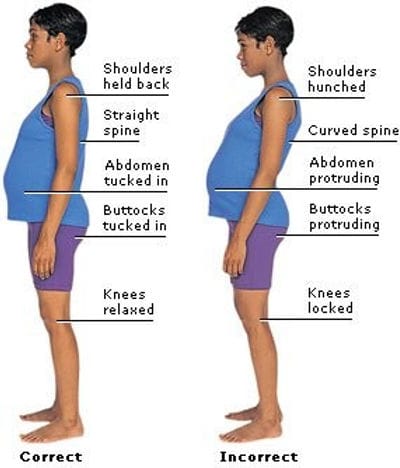 Shoulders
held back
Straight
spine
Abdomen
tucked in
Buttocks
tucked in
Knees
relaxed
Correct
Shoulders
hunched
Curved spine
Abdomen
protruding
Buttocks
protruding
Knees
locked
Incorrect